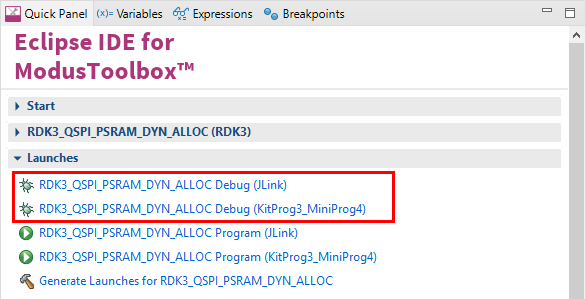 Quick Panel (x)= Variables Expressions Breakpoints
Eclipse IDE for
ModusToolbox™
Start
RDK3_QSPI_PSRAM_DYN_ALLOC (RDK3)
Launches
RDK3_QSPI_PSRAM_DYN_ALLOC Debug (JLink)
RDK3_QSPI_PSRAM_DYN_ALLOC Debug (KitProg3_MiniProg4)
RDK3_QSPI_PSRAM_DYN_ALLOC Program (JLink)
RDK3_QSPI_PSRAM_DYN_ALLOC Program (KitProg3_MiniProg4)
Generate Launches for RDK3_QSPI_PSRAM_DYN_ALLOC